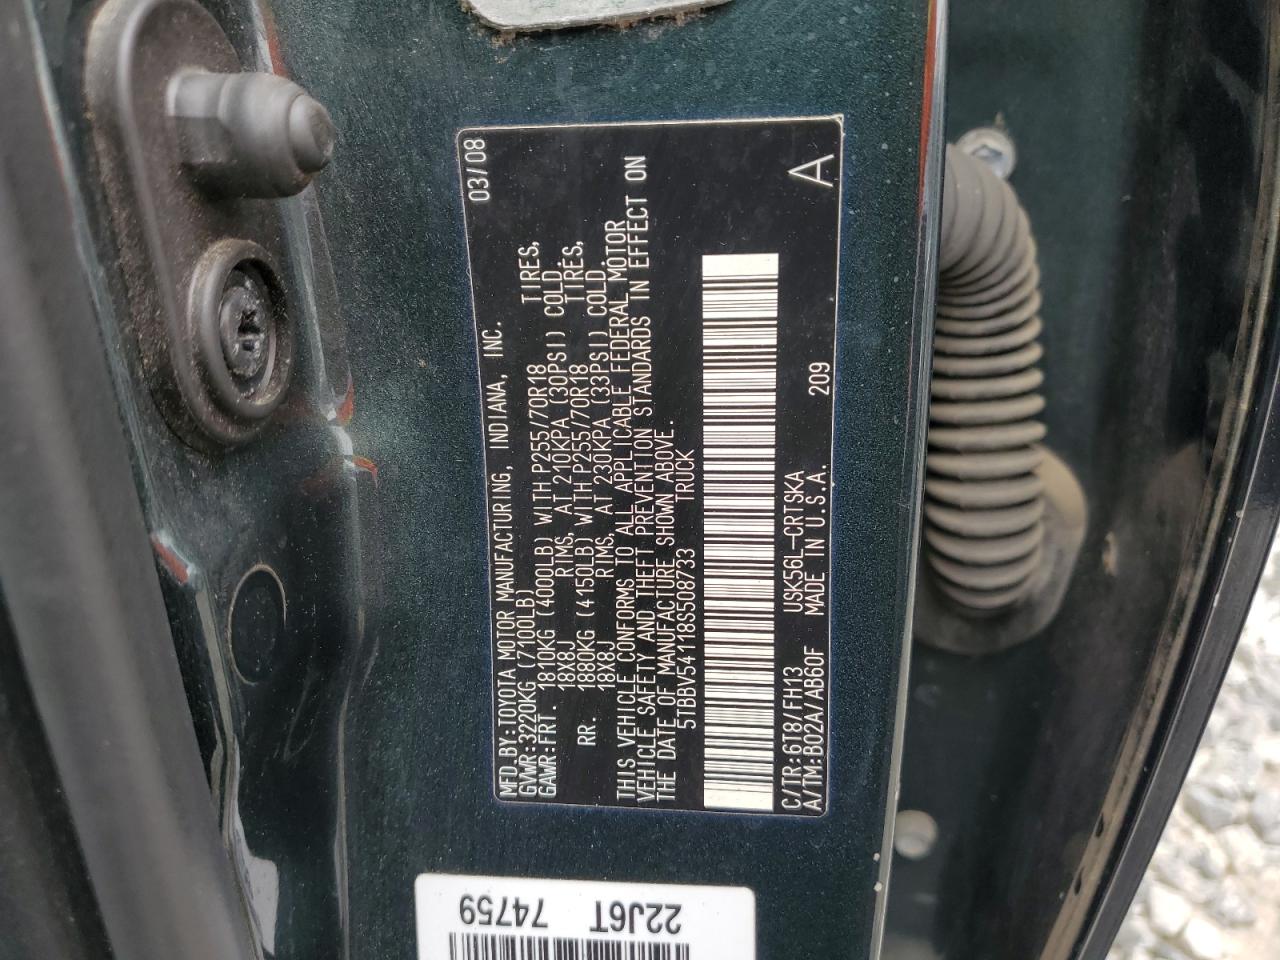 03/08
MFD.BY:TOYOTA MOTOR MANUFACTURING, INDIANA, INC.
GVWR:3220KG (7100LB)
GAWR:FRT. 1810KG (4000LB) WITH P255/70R18 TIRES,
18X8J RIMS, AT 210KPA (30PSI) COLD.
RR. 1880KG (4150LB) WITH P255/70R18 TIRES,
18X8J RIMS, AT 230KPA (33PSI) COLD.
THIS VEHICLE CONFORMS TO ALL APPLICABLE FEDERAL MOTOR
VEHICLE SAFETY AND THEFT PREVENTION STANDARDS IN EFFECT ON
THE DATE OF MANUFACTURE SHOWN ABOVE.
5TBBV54118S508733 TRUCK
C/TR:6T8/FH13 USK56L-CRTSKA 209 A
A/TM:B02A/AB60F MADE IN U.S.A.
22J6T 74759